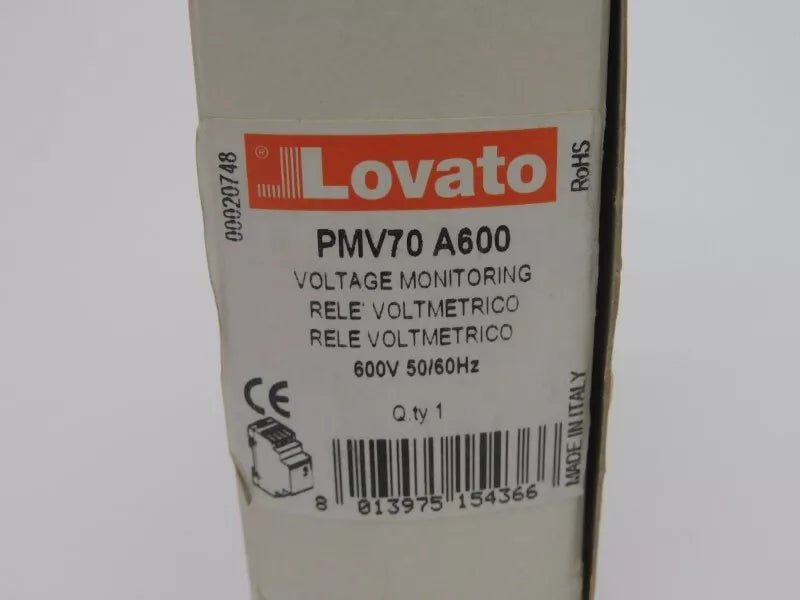 00020748
® Lovato
RoHS
PMV70 A600
VOLTAGE MONITORING
RELE' VOLTMETRICO
RELE VOLTMETRICO
600V 50/60Hz
CE
Q.ty 1
MADE IN ITALY
8 013975 154366